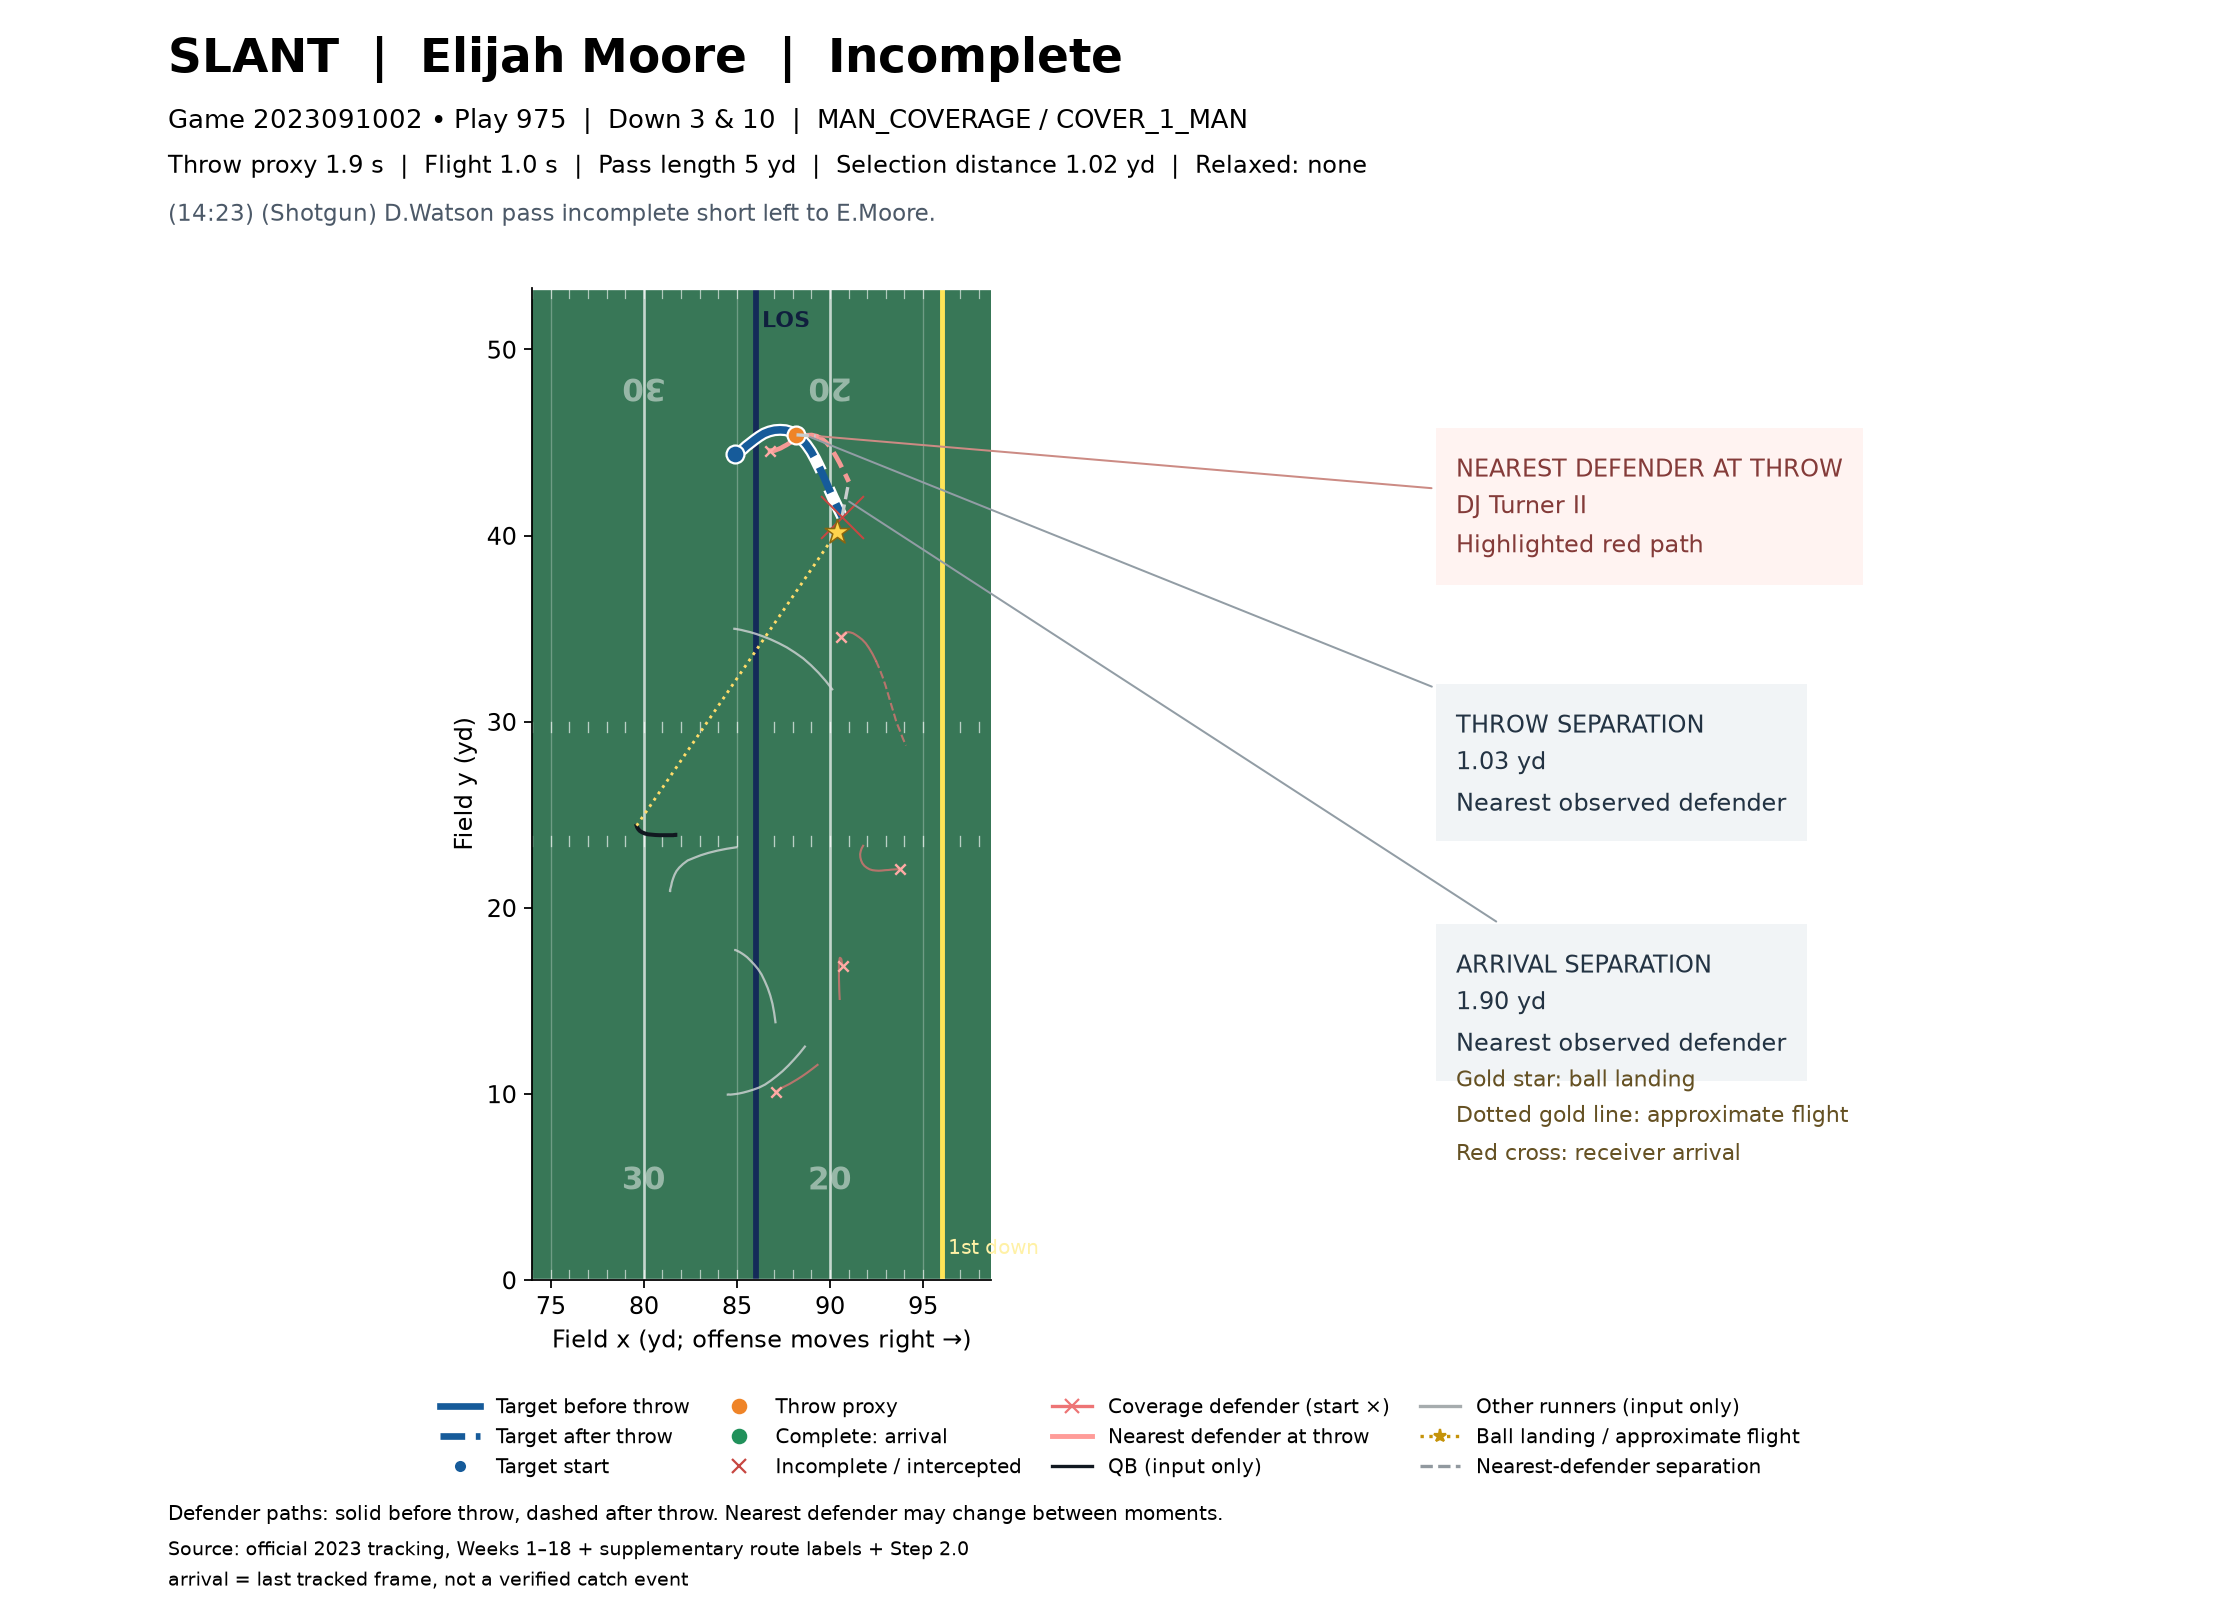 SLANT | Elijah Moore | Incomplete
Game 2023091002 • Play 975 | Down 3 & 10 | MAN_COVERAGE / COVER_1_MAN
Throw proxy 1.9 s | Flight 1.0 s | Pass length 5 yd | Selection distance 1.02 yd | Relaxed: none
(14:23) (Shotgun) D.Watson pass incomplete short left to E.Moore.
LOS
50
40
30
20
10
0
30 20
30 20
1st down
75 80 85 90 95
Field y (yd)
Field x (yd; offense moves right →)
NEAREST DEFENDER AT THROW
DJ Turner II
Highlighted red path
THROW SEPARATION
1.03 yd
Nearest observed defender
ARRIVAL SEPARATION
1.90 yd
Nearest observed defender
Gold star: ball landing
Dotted gold line: approximate flight
Red cross: receiver arrival
Target before throw
Target after throw
Target start
Throw proxy
Complete: arrival
Incomplete / intercepted
Coverage defender (start ×)
Nearest defender at throw
QB (input only)
Other runners (input only)
Ball landing / approximate flight
Nearest-defender separation
Defender paths: solid before throw, dashed after throw. Nearest defender may change between moments.
Source: official 2023 tracking, Weeks 1–18 + supplementary route labels + Step 2.0
arrival = last tracked frame, not a verified catch event